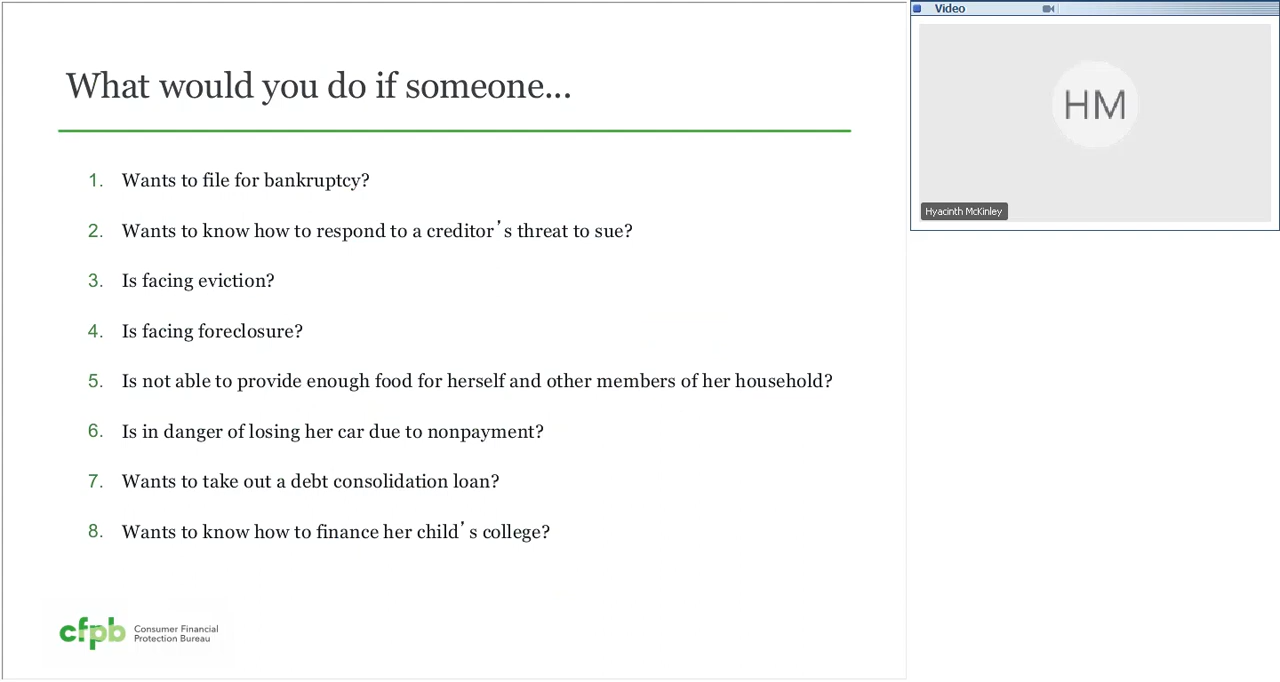 What would you do if someone...
1. Wants to file for bankruptcy?
2. Wants to know how to respond to a creditor’s threat to sue?
3. Is facing eviction?
4. Is facing foreclosure?
5. Is not able to provide enough food for herself and other members of her household?
6. Is in danger of losing her car due to nonpayment?
7. Wants to take out a debt consolidation loan?
8. Wants to know how to finance her child’s college?
cfpb
Consumer Financial
Protection Bureau
Video
HM
Hyacinth McKinley